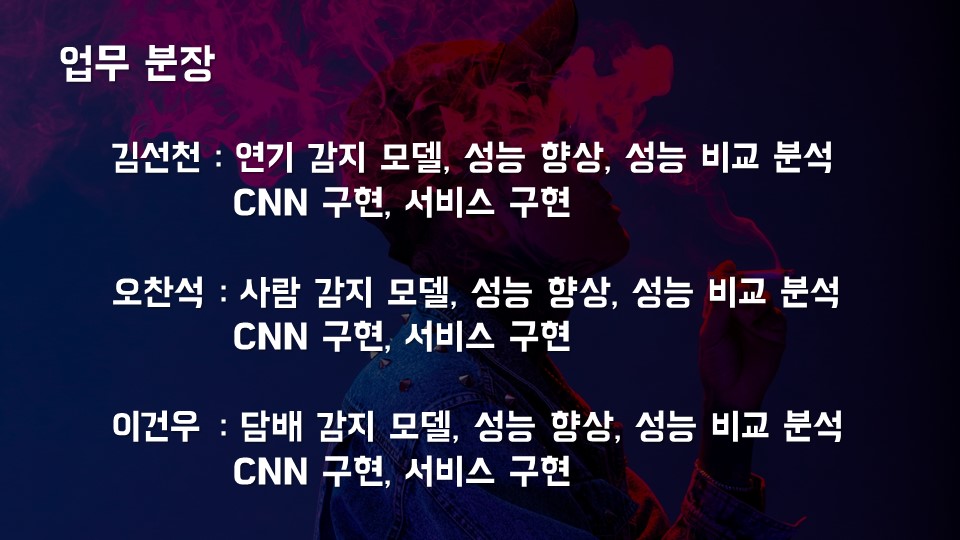 업무 분장
김선천 : 연기 감지 모델, 성능 향상, 성능 비교 분석
CNN 구현, 서비스 구현
오찬석 : 사람 감지 모델, 성능 향상, 성능 비교 분석
CNN 구현, 서비스 구현
이건우 : 담배 감지 모델, 성능 향상, 성능 비교 분석
CNN 구현, 서비스 구현